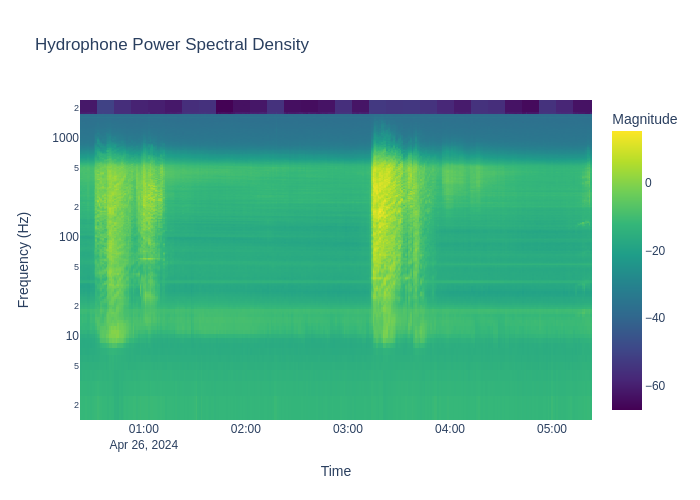 Hydrophone Power Spectral Density
Magnitude
2
1000
5
2
100
5
2
10
5
2
0
−20
−40
−60
Frequency (Hz)
01:00 02:00 03:00 04:00 05:00
Apr 26, 2024
Time